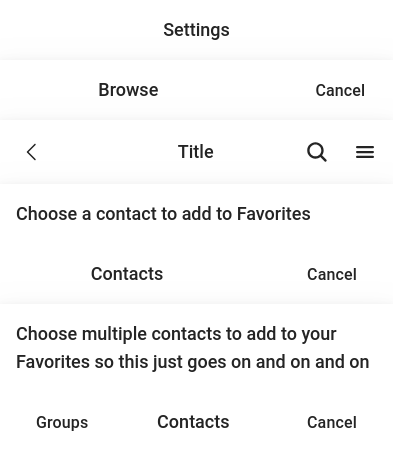 Settings
Browse Cancel
Title
Choose a contact to add to Favorites
Contacts Cancel
Choose multiple contacts to add to your
Favorites so this just goes on and on and on
Groups Contacts Cancel